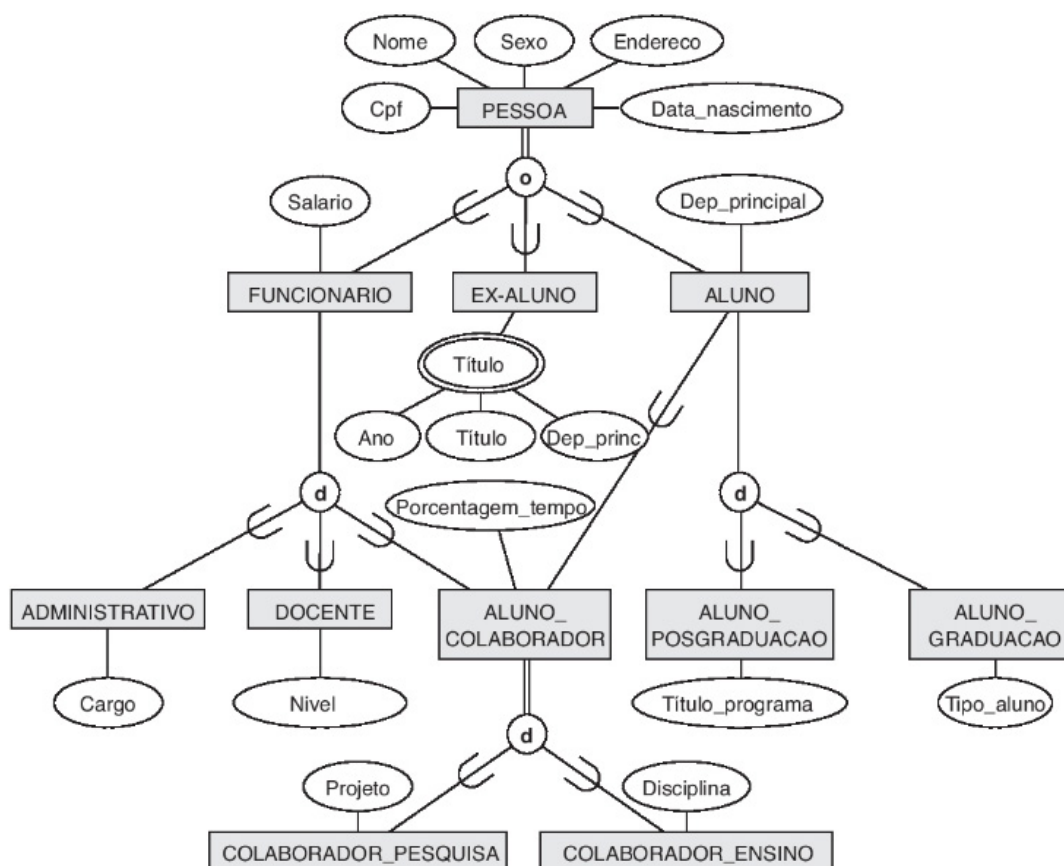 Nome
Sexo
Endereco
Cpf
PESSOA
Data_nascimento
o
Salario
Dep_principal
FUNCIONARIO
EX-ALUNO
ALUNO
Título
Ano
Título
Dep_princ
d
Porcentagem_tempo
d
ADMINISTRATIVO
DOCENTE
ALUNO_
COLABORADOR
ALUNO_
POSGRADUACAO
ALUNO_
GRADUACAO
Cargo
Nivel
Título_programa
Tipo_aluno
d
Projeto
Disciplina
COLABORADOR_PESQUISA
COLABORADOR_ENSINO